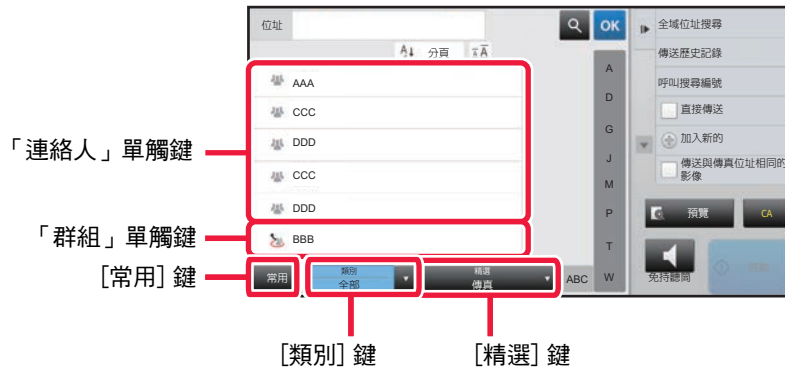 位址
OK
分頁
AAA
CCC
DDD
CCC
DDD
BBB
常用
類別
全部
精選
傳真
ABC
A
D
G
J
M
P
T
W
全域位址搜尋
傳送歷史記錄
呼叫搜尋編號
直接傳送
加入新的
傳送與傳真位址相同的
影像
預覽
CA
免持聽筒
「連絡人」單觸鍵
「群組」單觸鍵
[常用] 鍵
[類別] 鍵
[精選] 鍵